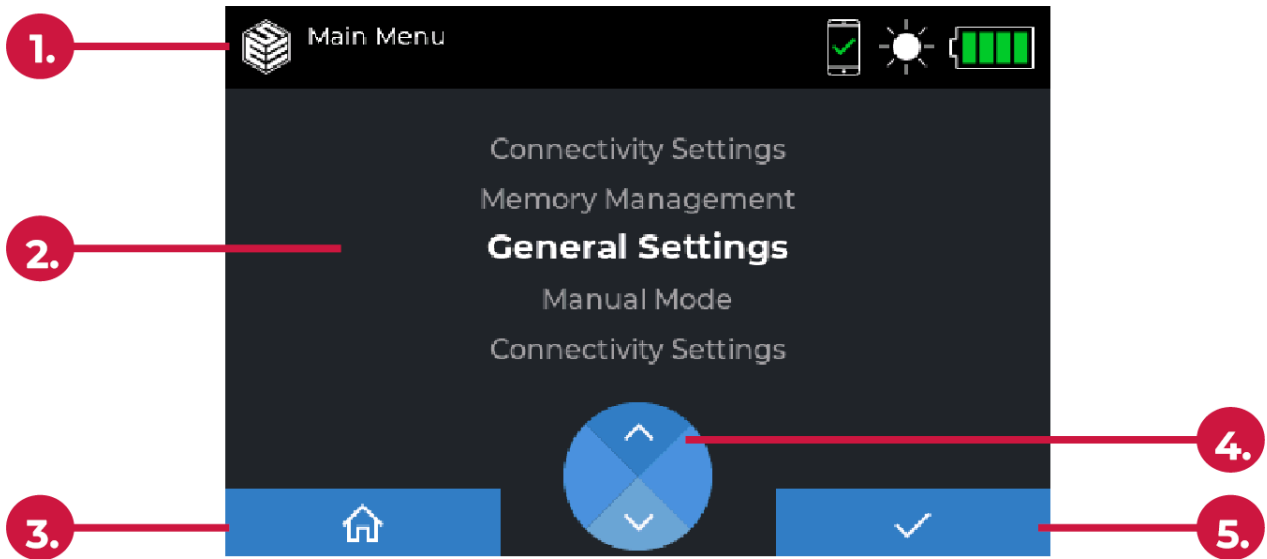 1.
Main Menu
Connectivity Settings
Memory Management
2.
General Settings
Manual Mode
Connectivity Settings
4.
3.
5.